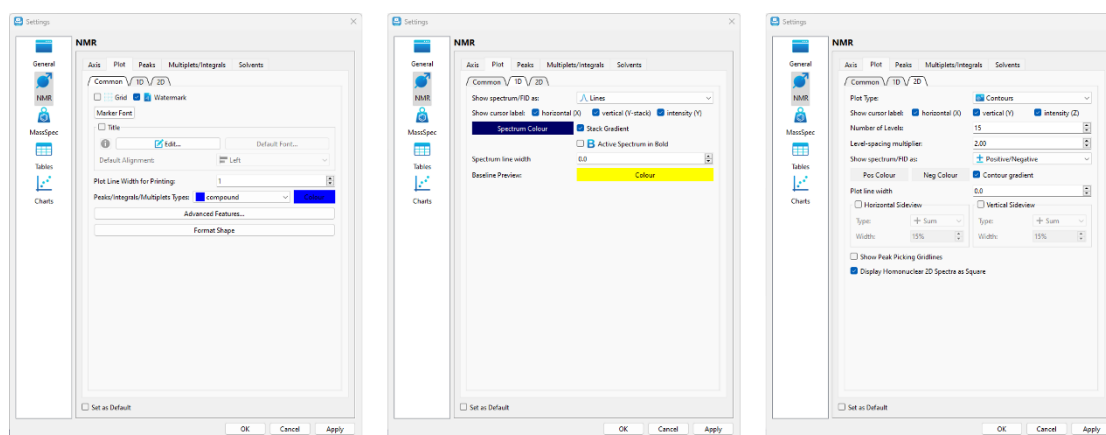 Settings
NMR
General
NMR
MassSpec
Tables
Charts
Axis Plot Peaks Multiplets/Integrals Solvents
Common 1D 2D
Grid Watermark
Marker Font
Title
Edit... Default Font...
Default Alignment: Left
Plot Line Width for Printing: 1
Peaks/Integrals/Multiplets Types: compound
Advanced Features...
Format Shape
Set as Default
OK Cancel Apply
Settings
NMR
General
NMR
MassSpec
Tables
Charts
Axis Plot Peaks Multiplets/Integrals Solvents
Common 1D 2D
Show spectrum/FID as: Lines
Show cursor label: horizontal (X) vertical (Y-stack) intensity (Y)
Spectrum Colour Stack Gradient
B Active Spectrum in Bold
Spectrum line width 0.0
Baseline Preview: Colour
Set as Default
OK Cancel Apply
Settings
NMR
General
NMR
MassSpec
Tables
Charts
Axis Plot Peaks Multiplets/Integrals Solvents
Common 1D 2D
Plot Type: Contours
Show cursor label: horizontal (X) vertical (Y) intensity (Z)
Number of Levels: 15
Level-spacing multiplier: 2.00
Show spectrum/FID as: Positive/Negative
Pos Colour Neg Colour Contour gradient
Plot line width 0.0
Horizontal Sideview Vertical Sideview
Type: Sum Type: Sum
Width: 15% Width: 15%
Show Peak Picking Gridlines
Display Homonuclear 2D Spectra as Square
Set as Default
OK Cancel Apply